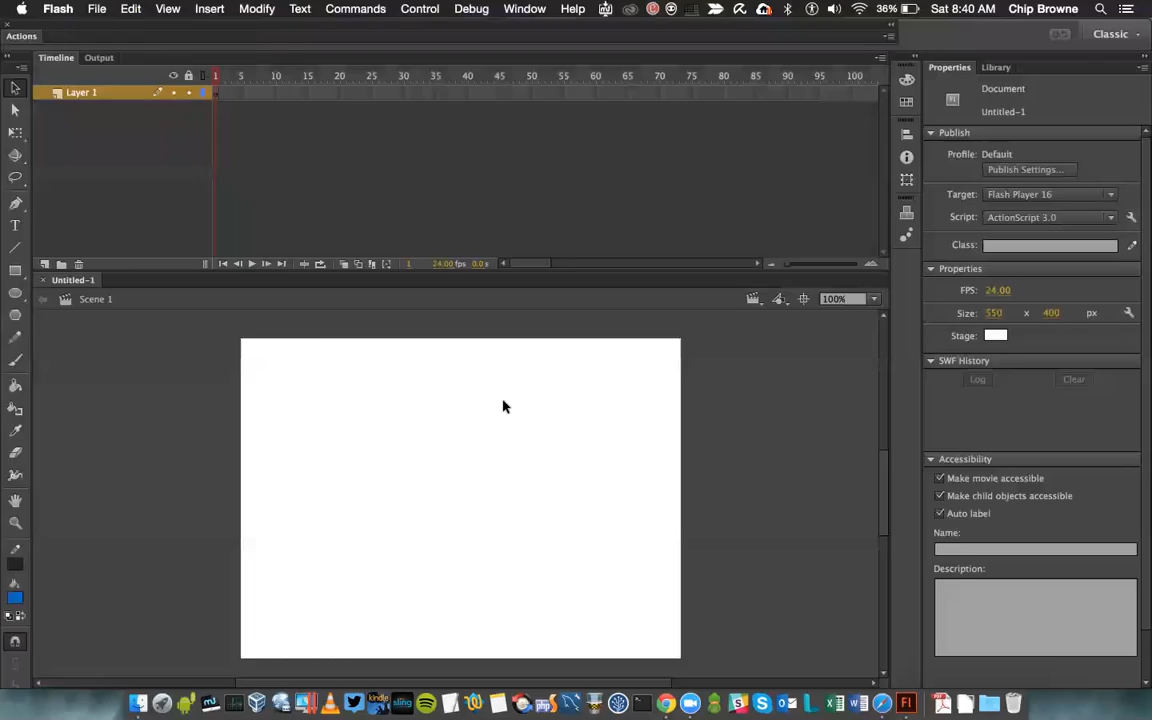 Flash File Edit View Insert Modify Text Commands Control Debug Window Help 36% Sat 8:40 AM Chip Browne
Actions
Classic
Timeline Output
Properties Library
1 5 10 15 20 25 30 35 40 45 50 55 60 65 70 75 80 85 90 95 100
Layer 1
Document
Untitled-1
Publish
Profile: Default
Publish Settings...
Target: Flash Player 16
Script: ActionScript 3.0
Class:
1 24.00 fps 0.0 s
Untitled-1
Scene 1
100%
Properties
FPS: 24.00
Size: 550 x 400 px
Stage:
SWF History
Log Clear
Accessibility
Make movie accessible
Make child objects accessible
Auto label
Name:
Description:
kindle
sling
php
Fl